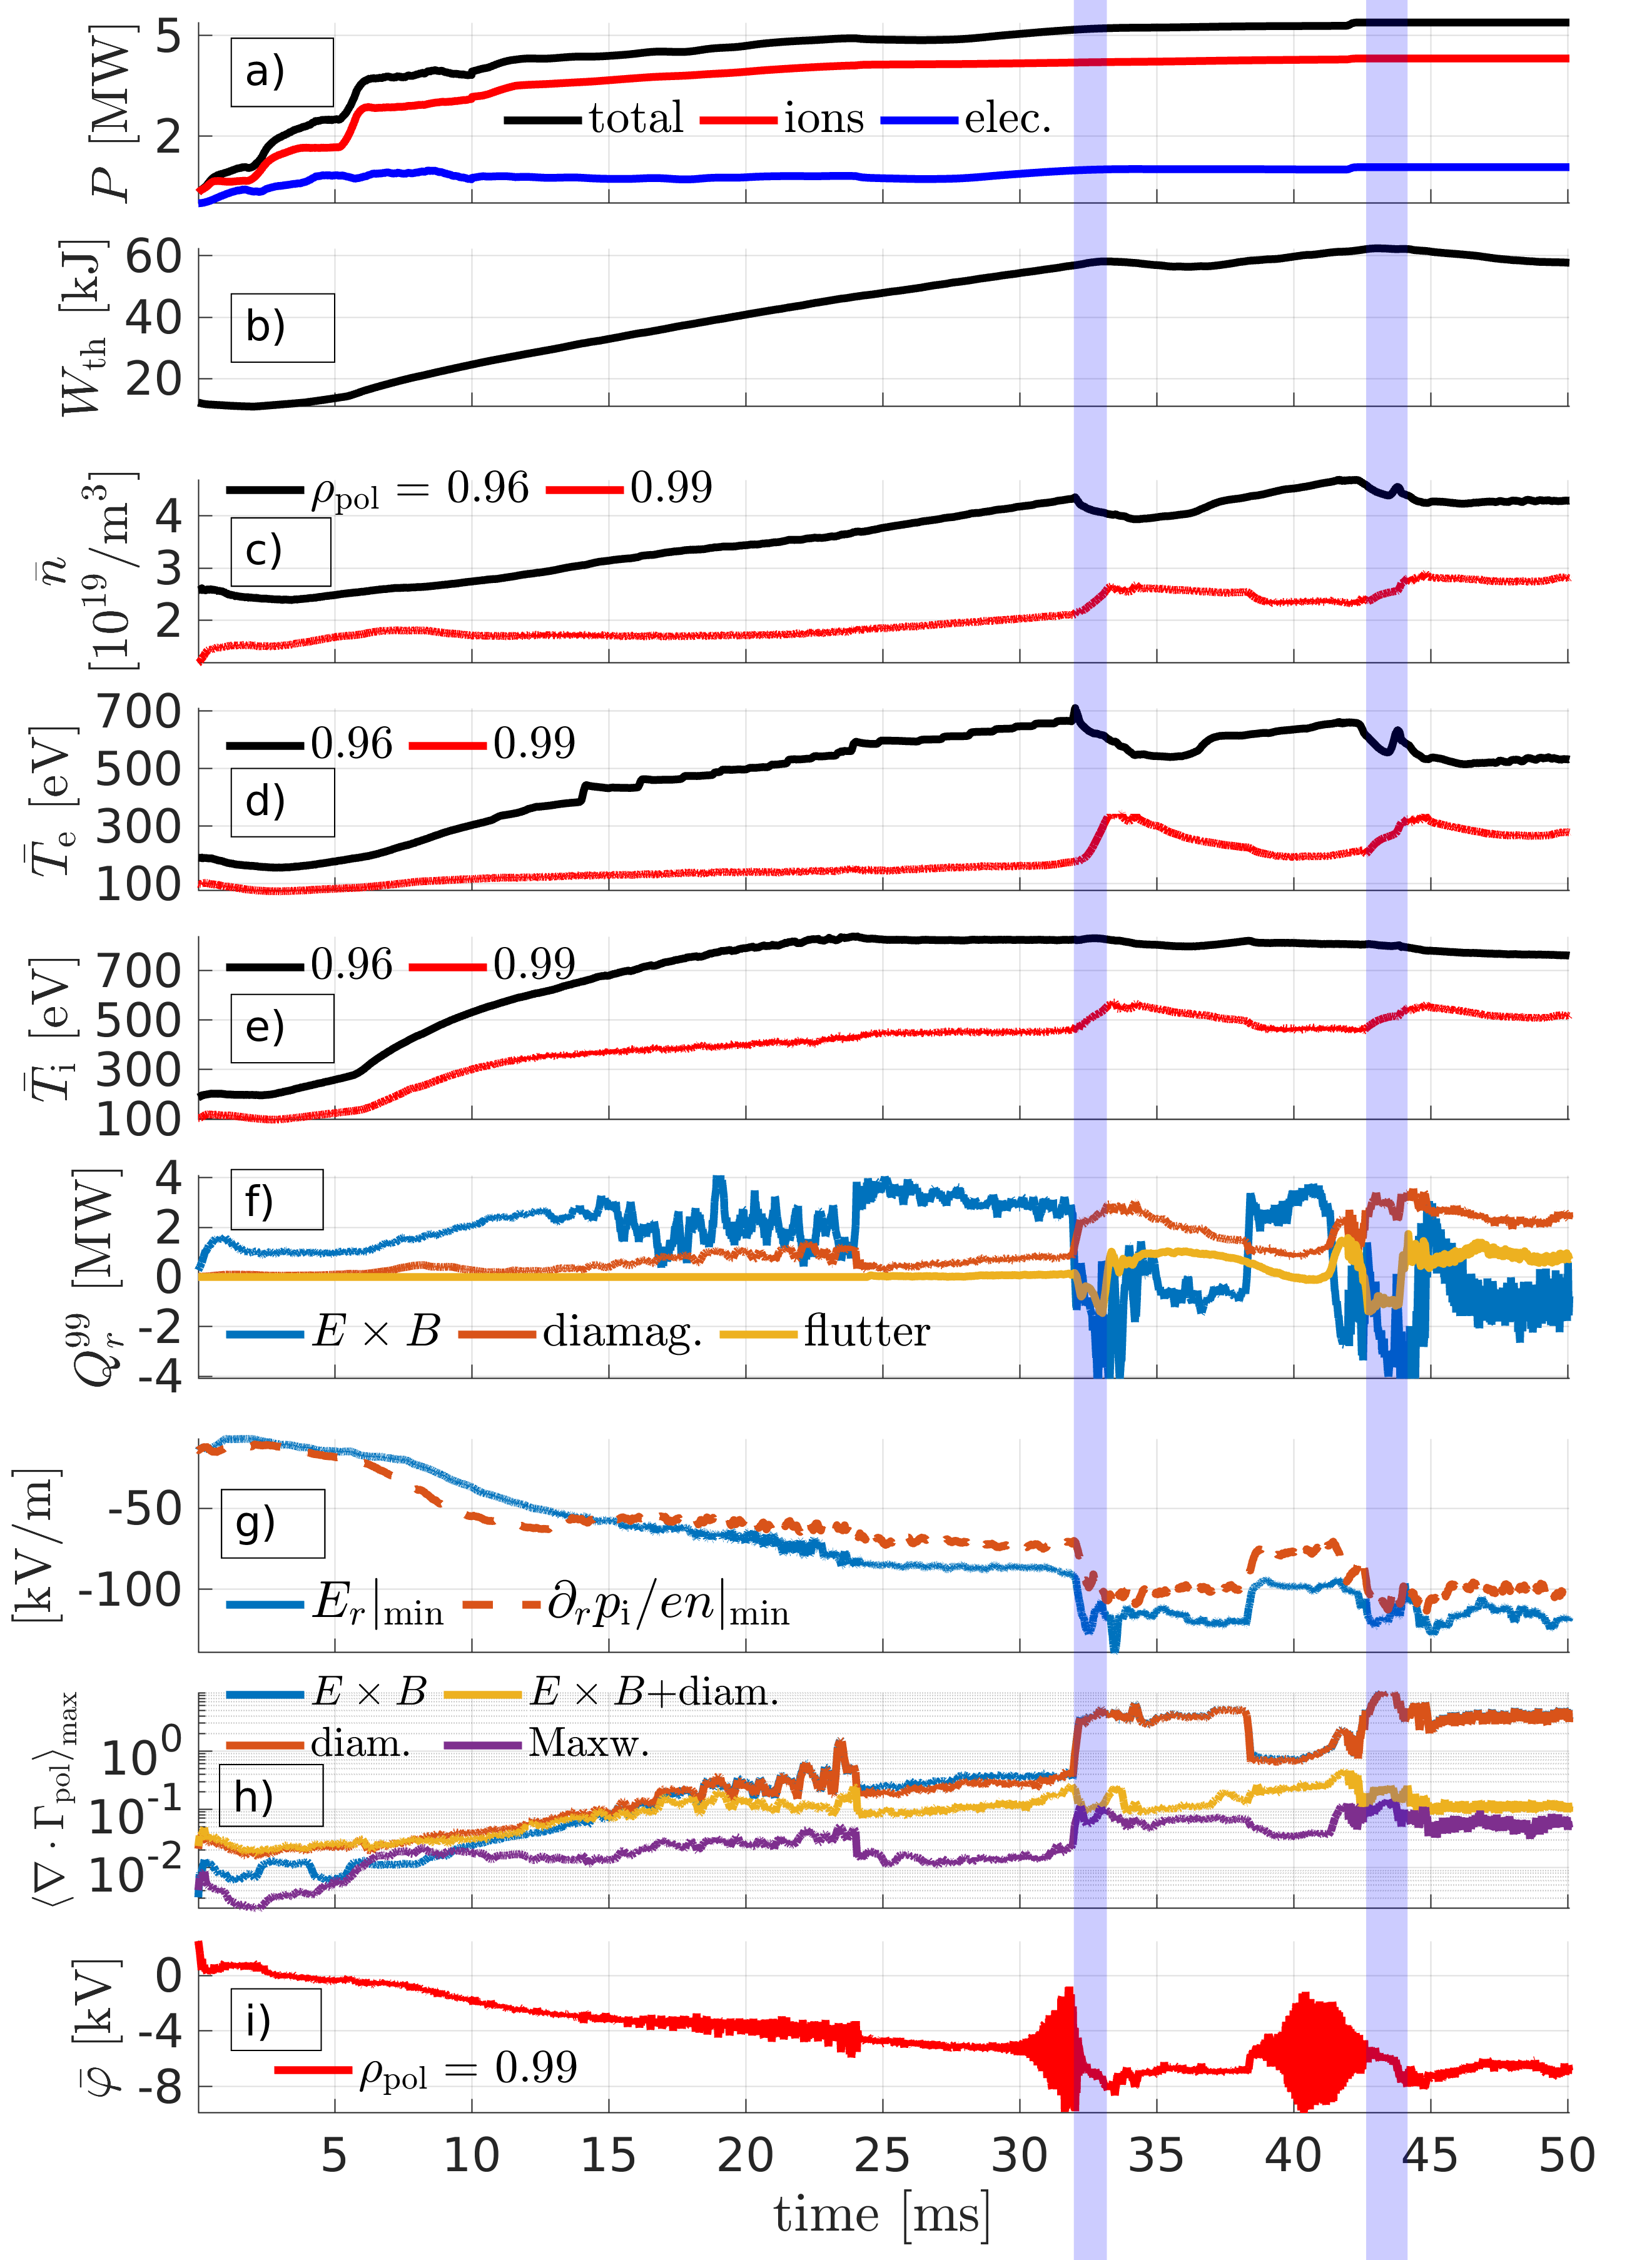 a)
P [MW]
5
2
total ions elec.
b)
W_th [kJ]
60
40
20
c)
n̄ [10^19/m^3]
4
3
2
ρ_pol = 0.96 0.99
d)
T̄_e [eV]
700
500
300
100
0.96 0.99
e)
T̄_i [eV]
700
500
300
100
0.96 0.99
f)
Q_r^99 [MW]
4
2
0
-2
-4
E × B diamag. flutter
g)
[kV/m]
-50
-100
E_r|_min ∂_r p_i/en|_min
h)
⟨∇ · Γ_pol⟩_max
10^0
10^-1
10^-2
E × B E × B+diam.
diam. Maxw.
i)
φ̄ [kV]
0
-4
-8
ρ_pol = 0.99
5 10 15 20 25 30 35 40 45 50
time [ms]